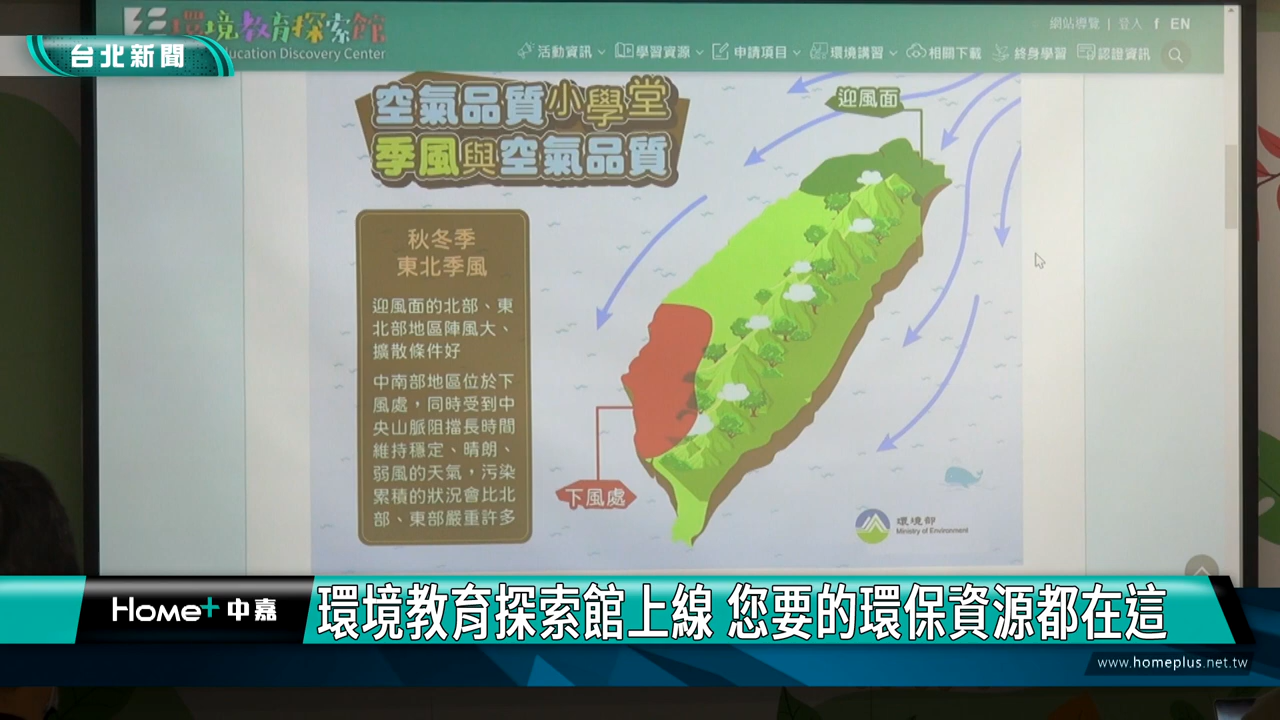 環境教育探索館
ducation Discovery Center
網站導覽 | 登入 f EN
台北新聞
活動資訊 學習資源 申請項目 環境講習 相關下載 終身學習 認證資訊
空氣品質小學堂
季風與空氣品質
迎風面
秋冬季
東北季風
迎風面的北部、東
北部地區陣風大、
擴散條件好
中南部地區位於下
風處，同時受到中
央山脈阻擋長時間
維持穩定、晴朗、
弱風的天氣，污染
累積的狀況會比北
部、東部嚴重許多
下風處
環境部
Ministry of Environment
Home+ 中嘉
環境教育探索館上線 您要的環保資源都在這
www.homeplus.net.tw